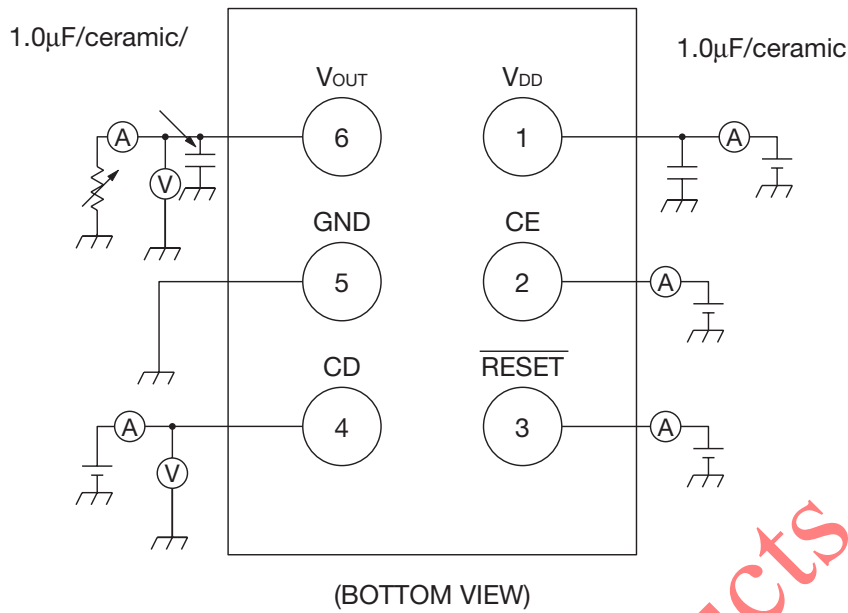 1.0μF/ceramic/
1.0μF/ceramic
VOUT
VDD
A
A
6
1
V
GND
CE
5
2
A
CD
RESET
A
4
3
A
V
(BOTTOM VIEW)